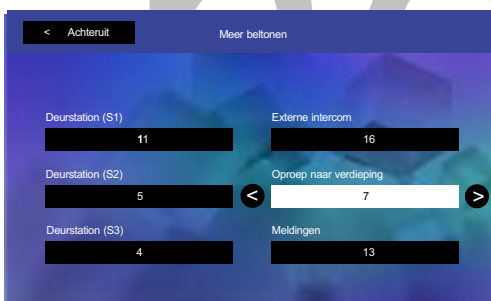 < Achteruit Meer beltonen
Deurstation (S1) Externe intercom
11 16
Deurstation (S2) Oproep naar verdieping
5 < 7 >
Deurstation (S3) Meldingen
4 13